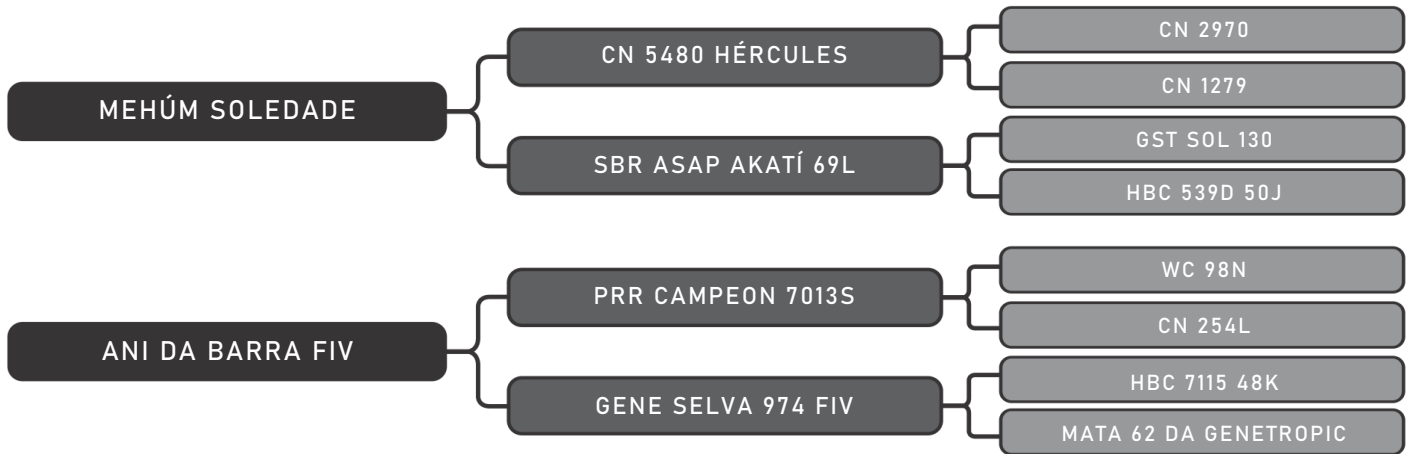 MEHÚM SOLEDADE
CN 5480 HÉRCULES
CN 2970
CN 1279
SBR ASAP AKATÍ 69L
GST SOL 130
HBC 539D 50J
ANI DA BARRA FIV
PRR CAMPEON 7013S
WC 98N
CN 254L
GENE SELVA 974 FIV
HBC 7115 48K
MATA 62 DA GENETROPIC